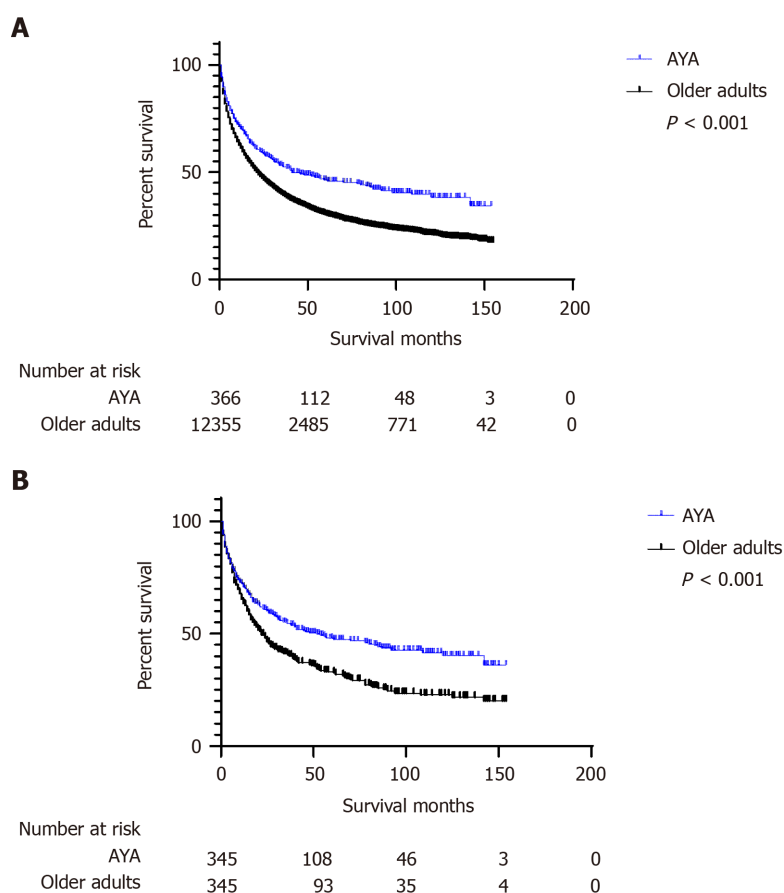 A
100
50
0
Percent survival
0 50 100 150 200
Survival months
AYA
Older adults
P < 0.001
Number at risk
AYA 366 112 48 3 0
Older adults 12355 2485 771 42 0
B
100
50
0
Percent survival
0 50 100 150 200
Survival months
AYA
Older adults
P < 0.001
Number at risk
AYA 345 108 46 3 0
Older adults 345 93 35 4 0